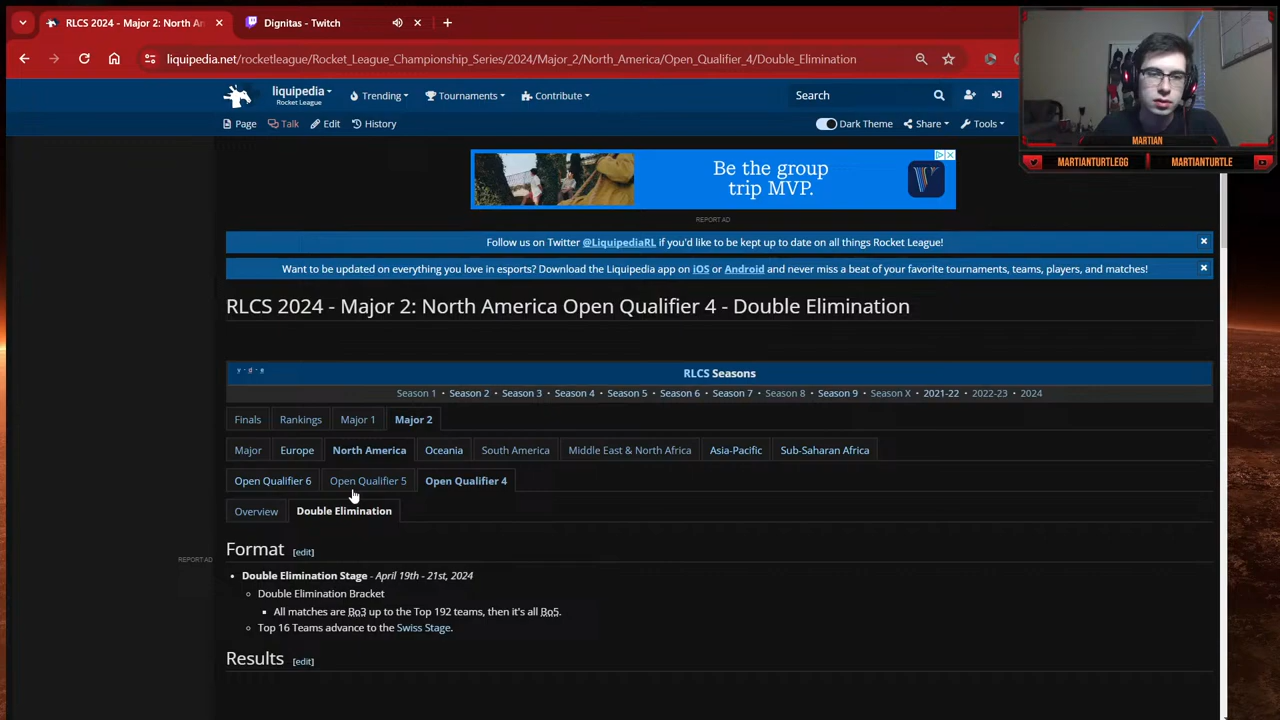 RLCS 2024 - Major 2: North An
Dignitas - Twitch
liquipedia.net/rocketleague/Rocket_League_Championship_Series/2024/Major_2/North_America/Open_Qualifier_4/Double_Elimination
liquipedia
Rocket League
Trending
Tournaments
Contribute
Search
Page
Talk
Edit
History
Dark Theme
Share
Tools
MARTIAN
MARTIANTURTLEGG
MARTIANTURTLE
Be the group
trip MVP.
REPORT AD
Follow us on Twitter @LiquipediaRL if you'd like to be kept up to date on all things Rocket League!
Want to be updated on everything you love in esports? Download the Liquipedia app on iOS or Android and never miss a beat of your favorite tournaments, teams, players, and matches!
RLCS 2024 - Major 2: North America Open Qualifier 4 - Double Elimination
v · d · e
RLCS Seasons
Season 1 · Season 2 · Season 3 · Season 4 · Season 5 · Season 6 · Season 7 · Season 8 · Season 9 · Season X · 2021-22 · 2022-23 · 2024
Finals
Rankings
Major 1
Major 2
Major
Europe
North America
Oceania
South America
Middle East & North Africa
Asia-Pacific
Sub-Saharan Africa
Open Qualifier 6
Open Qualifier 5
Open Qualifier 4
Overview
Double Elimination
Format [edit]
REPORT AD
Double Elimination Stage - April 19th - 21st, 2024
Double Elimination Bracket
All matches are Bo3 up to the Top 192 teams, then it's all Bo5.
Top 16 Teams advance to the Swiss Stage.
Results [edit]